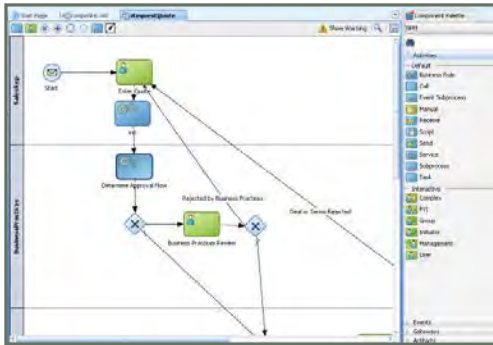 Start Page
RequestQuote
Show Warning
Component Palette
BPMN
Activities
Default
Business Rule
Call
Event Subprocess
Manual
Receive
Script
Send
Service
Subprocess
Task
Interactive
Complex
FYI
Group
Initiator
Management
User
Events
Gateways
Artifacts
SalesRep
Start
Enter Quote
Determine Approval Flow
Rejected by Business Practices
Business Practices Review
Deal or Terms Rejected
BusinessPractices